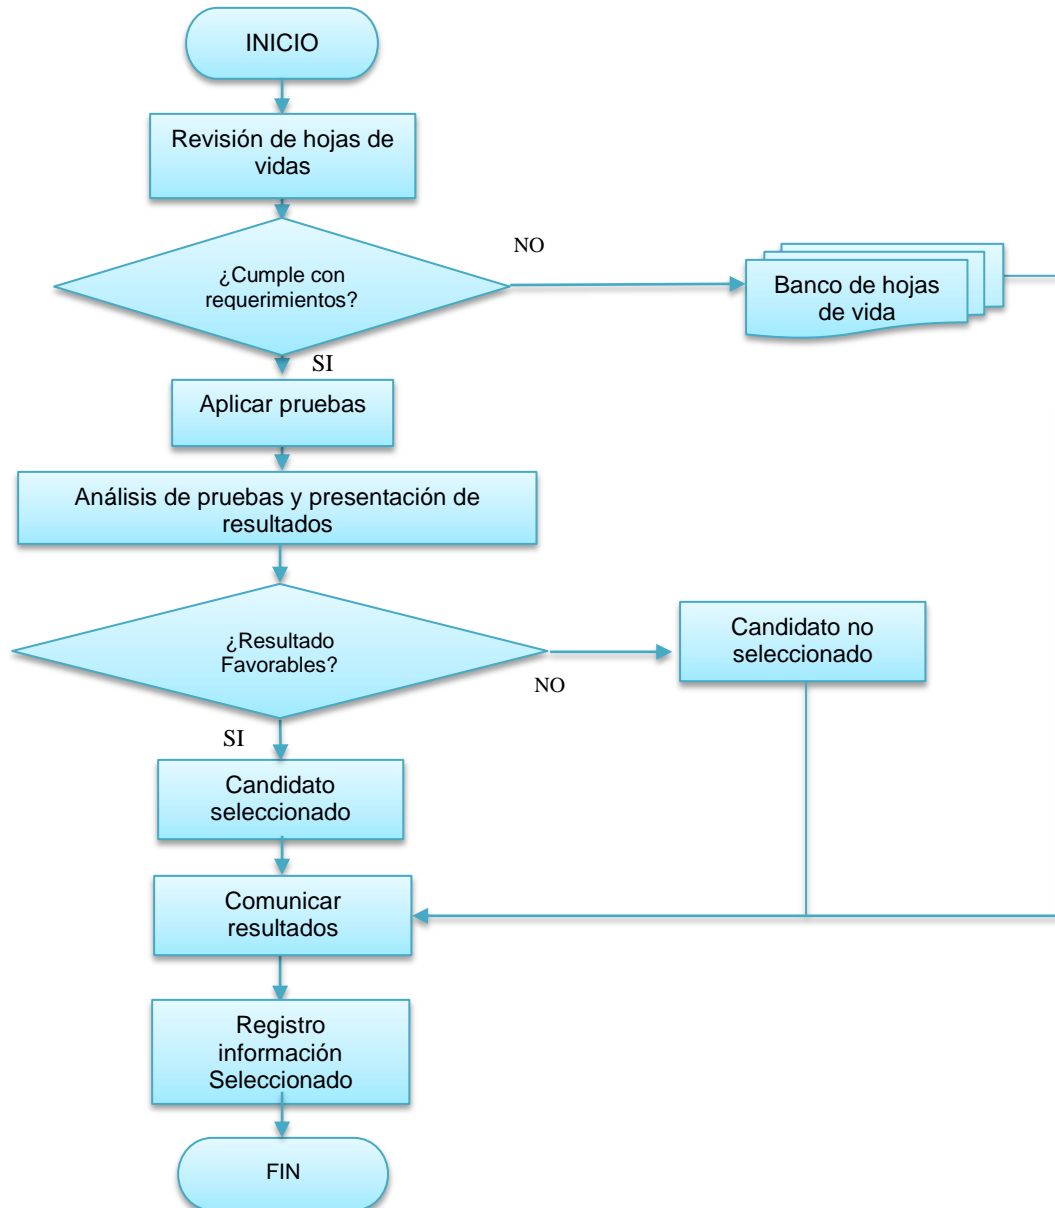 INICIO
Revisión de hojas de
vidas
¿Cumple con
requerimientos?
NO
Banco de hojas
de vida
SI
Aplicar pruebas
Análisis de pruebas y presentación de
resultados
¿Resultado
Favorables?
NO
Candidato no
seleccionado
SI
Candidato
seleccionado
Comunicar
resultados
Registro
información
Seleccionado
FIN